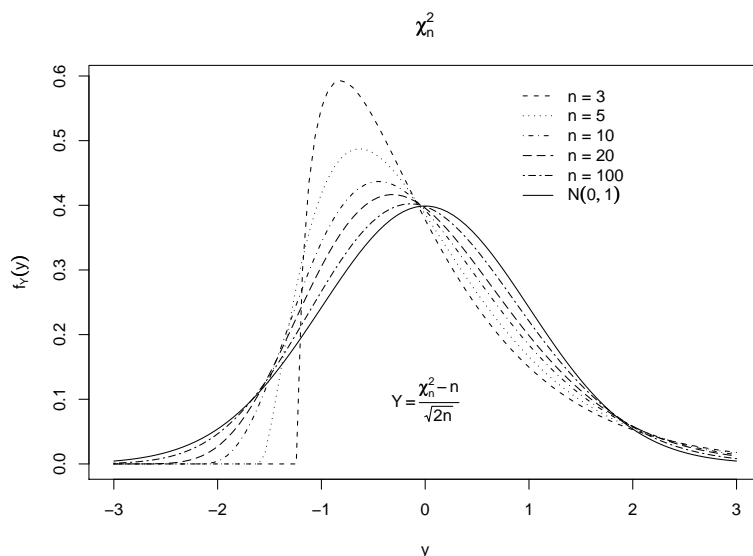 χ²ₙ
0.6
0.5
0.4
0.3
0.2
0.1
0.0
f_Y(y)
n = 3
n = 5
n = 10
n = 20
n = 100
N(0, 1)
Y = (χ²ₙ − n) / √2n
−3 −2 −1 0 1 2 3
y